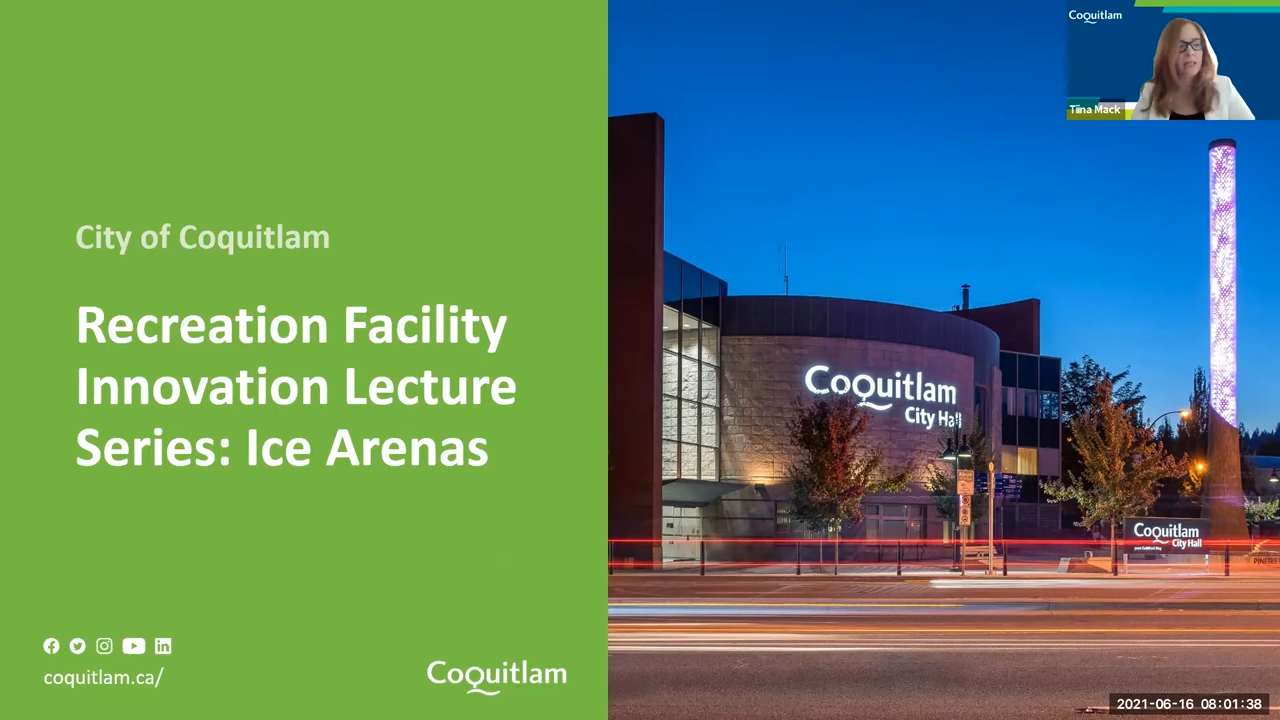 City of Coquitlam
Recreation Facility
Innovation Lecture
Series: Ice Arenas
coquitlam.ca/
Coquitlam
Coquitlam
City Hall
Coquitlam
City Hall
Coquitlam
Tiina Mack
2021-06-16 08:01:38